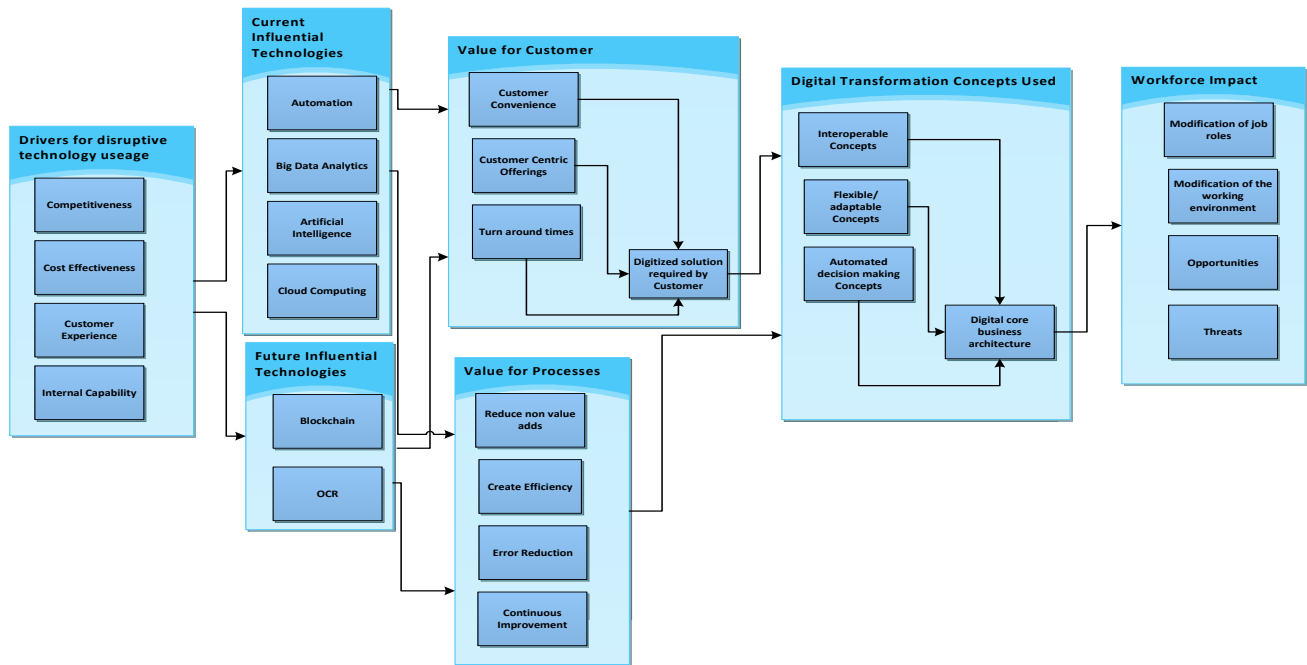 Drivers for disruptive
technology useage
Competitiveness
Cost Effectiveness
Customer
Experience
Internal Capability
Current
Influential
Technologies
Automation
Big Data Analytics
Artificial
Intelligence
Cloud Computing
Future Influential
Technologies
Blockchain
OCR
Value for Customer
Customer
Convenience
Customer Centric
Offerings
Turn around times
Digitized solution
required by
Customer
Value for Processes
Reduce non value
adds
Create Efficiency
Error Reduction
Continuous
Improvement
Digital Transformation Concepts Used
Interoperable
Concepts
Flexible/
adaptable
Concepts
Automated
decision making
Concepts
Digital core
business
architecture
Workforce Impact
Modification of job
roles
Modification of the
working
environment
Opportunities
Threats